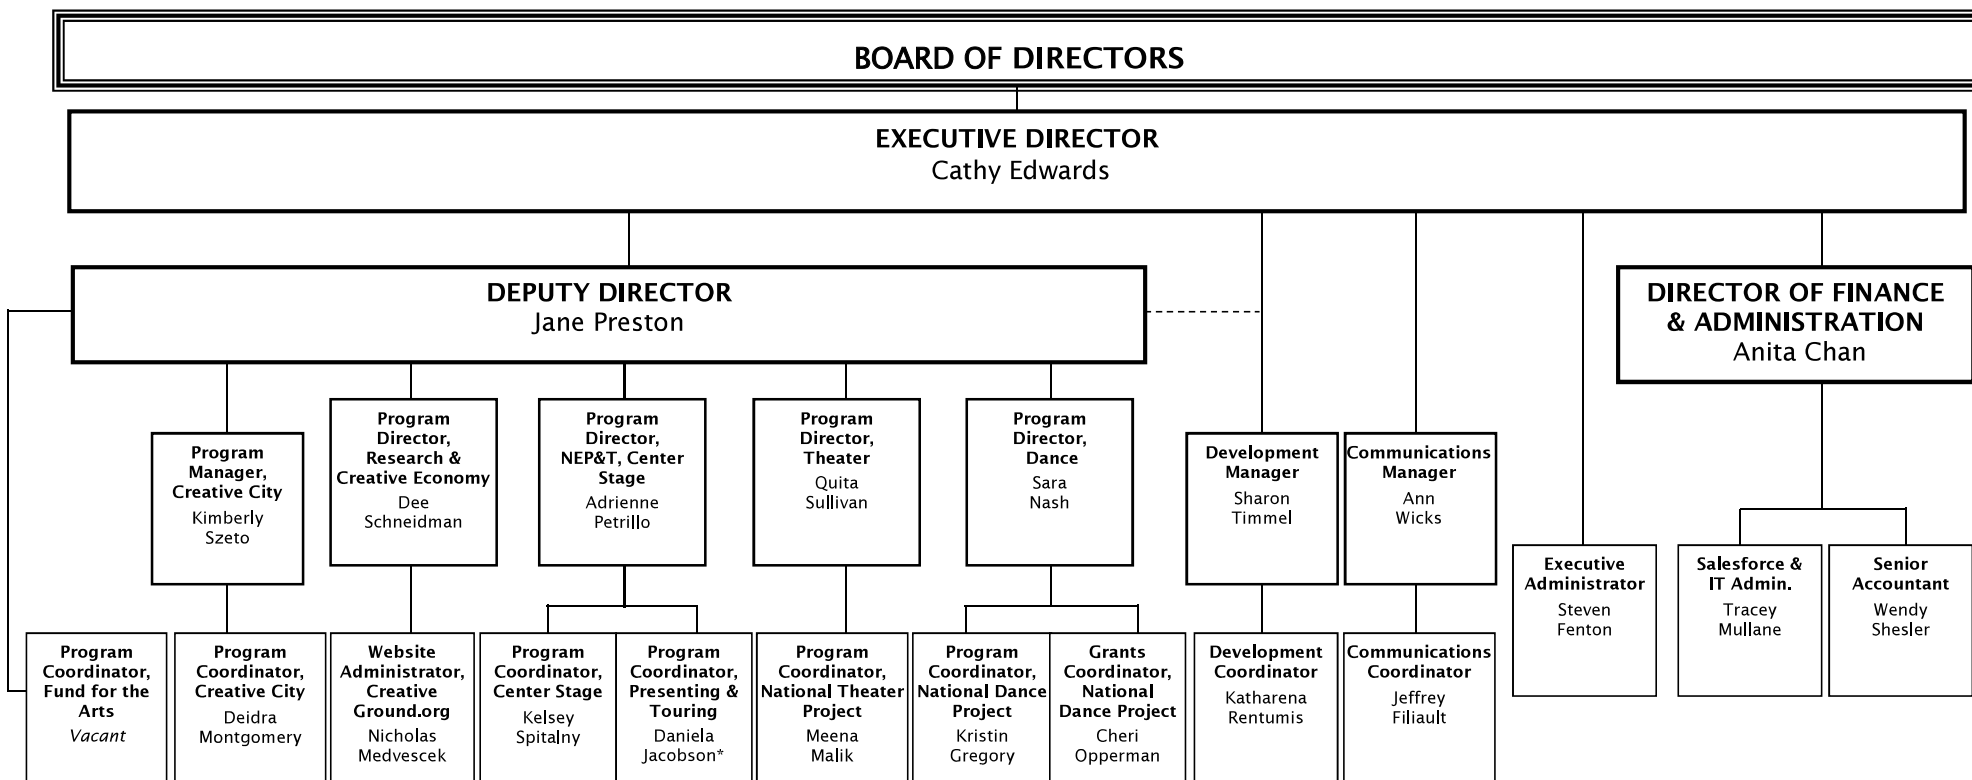 BOARD OF DIRECTORS
EXECUTIVE DIRECTOR
Cathy Edwards
DEPUTY DIRECTOR
Jane Preston
DIRECTOR OF FINANCE
& ADMINISTRATION
Anita Chan
Program
Manager,
Creative City
Kimberly
Szeto
Program
Director,
Research &
Creative Economy
Dee
Schneidman
Program
Director,
NEP&T, Center
Stage
Adrienne
Petrillo
Program
Director,
Theater
Quita
Sullivan
Program
Director,
Dance
Sara
Nash
Development
Manager
Sharon
Timmel
Communications
Manager
Ann
Wicks
Executive
Administrator
Steven
Fenton
Salesforce &
IT Admin.
Tracey
Mullane
Senior
Accountant
Wendy
Shesler
Program
Coordinator,
Fund for the
Arts
Vacant
Program
Coordinator,
Creative City
Deidra
Montgomery
Website
Administrator,
Creative
Ground.org
Nicholas
Medvescek
Program
Coordinator,
Center Stage
Kelsey
Spitalny
Program
Coordinator,
Presenting &
Touring
Daniela
Jacobson*
Program
Coordinator,
National Theater
Project
Meena
Malik
Program
Coordinator,
National Dance
Project
Kristin
Gregory
Grants
Coordinator,
National
Dance Project
Cheri
Opperman
Development
Coordinator
Katharena
Rentumis
Communications
Coordinator
Jeffrey
Filiault